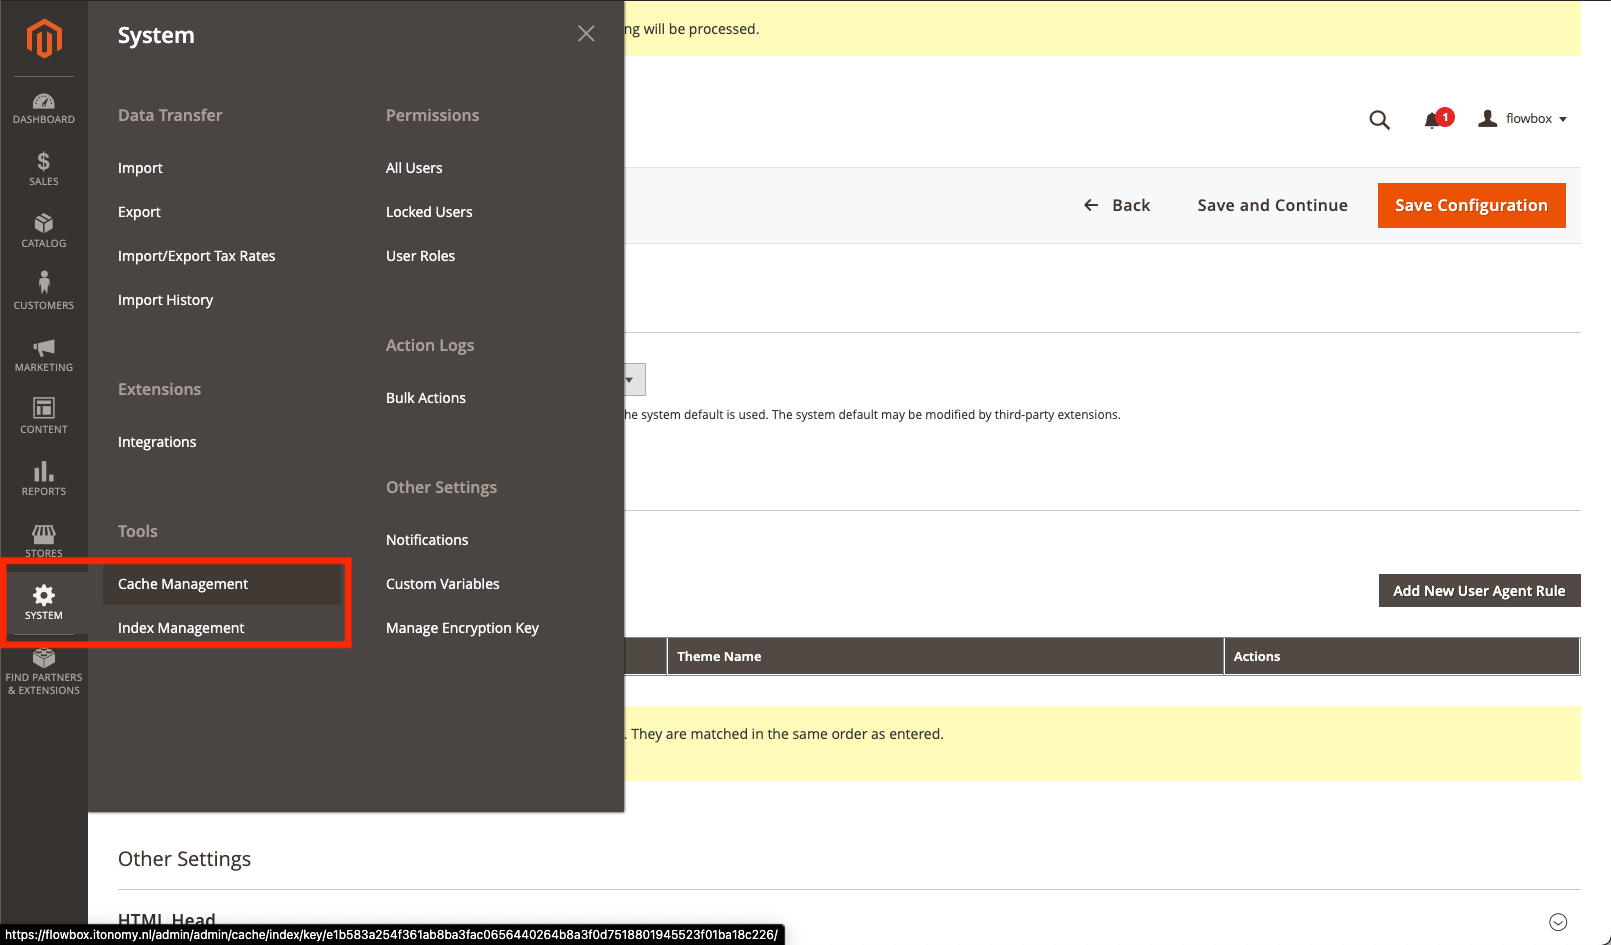 DASHBOARD
SALES
CATALOG
CUSTOMERS
MARKETING
CONTENT
REPORTS
STORES
SYSTEM
FIND PARTNERS
& EXTENSIONS
System
Data Transfer
Import
Export
Import/Export Tax Rates
Import History
Extensions
Integrations
Tools
Cache Management
Index Management
Permissions
All Users
Locked Users
User Roles
Action Logs
Bulk Actions
Other Settings
Notifications
Custom Variables
Manage Encryption Key
ng will be processed.
1
flowbox
Back
Save and Continue
Save Configuration
he system default is used. The system default may be modified by third-party extensions.
Add New User Agent Rule
Theme Name
Actions
. They are matched in the same order as entered.
Other Settings
HTML Head
https://flowbox.itonomy.nl/admin/admin/cache/index/key/e1b583a254f361ab8ba3fac0656440264b8a3f0d7518801945523f01ba18c226/